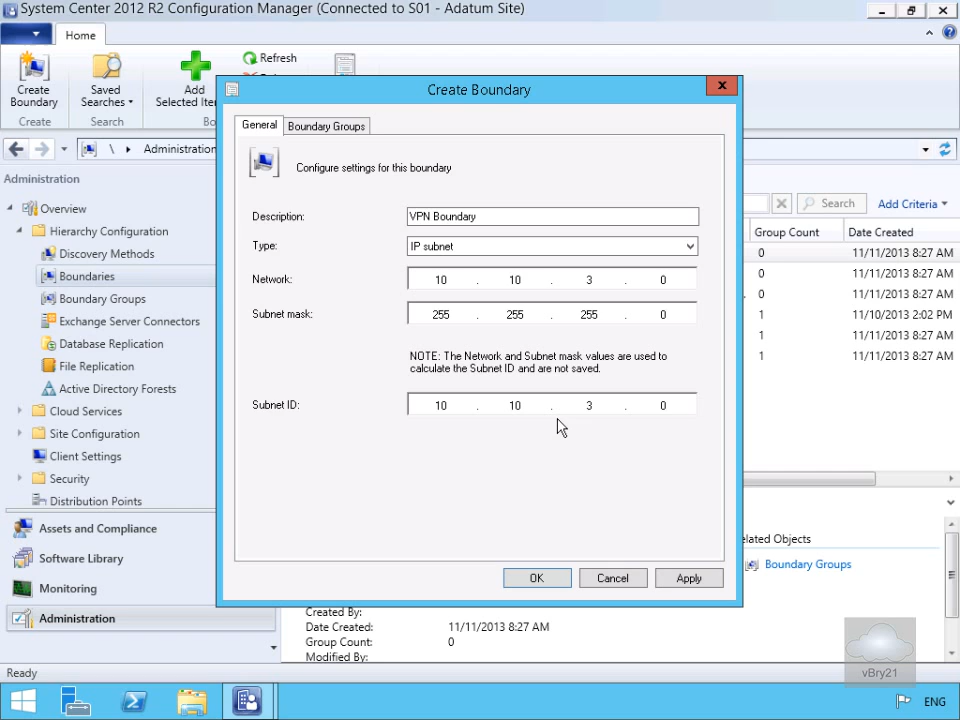 System Center 2012 R2 Configuration Manager (Connected to S01 - Adatum Site)
Home
Create
Boundary
Saved
Searches
Add
Selected
Refresh
Create
Search
Administration
Search
Add Criteria
Administration
Overview
Hierarchy Configuration
Discovery Methods
Boundaries
Boundary Groups
Exchange Server Connectors
Database Replication
File Replication
Active Directory Forests
Cloud Services
Site Configuration
Client Settings
Security
Distribution Points
Assets and Compliance
Software Library
Monitoring
Administration
Create Boundary
General
Boundary Groups
Configure settings for this boundary
Description: VPN Boundary
Type: IP subnet
Network: 10 . 10 . 3 . 0
Subnet mask: 255 . 255 . 255 . 0
NOTE: The Network and Subnet mask values are used to
calculate the Subnet ID and are not saved.
Subnet ID: 10 . 10 . 3 . 0
OK
Cancel
Apply
Group Count Date Created
0 11/11/2013 8:27 AM
0 11/11/2013 8:27 AM
0 11/11/2013 8:27 AM
1 11/10/2013 2:02 PM
1 11/11/2013 8:27 AM
1 11/11/2013 8:27 AM
elated Objects
Boundary Groups
Created By:
Date Created: 11/11/2013 8:27 AM
Group Count: 0
Modified By:
vBry21
Ready
ENG